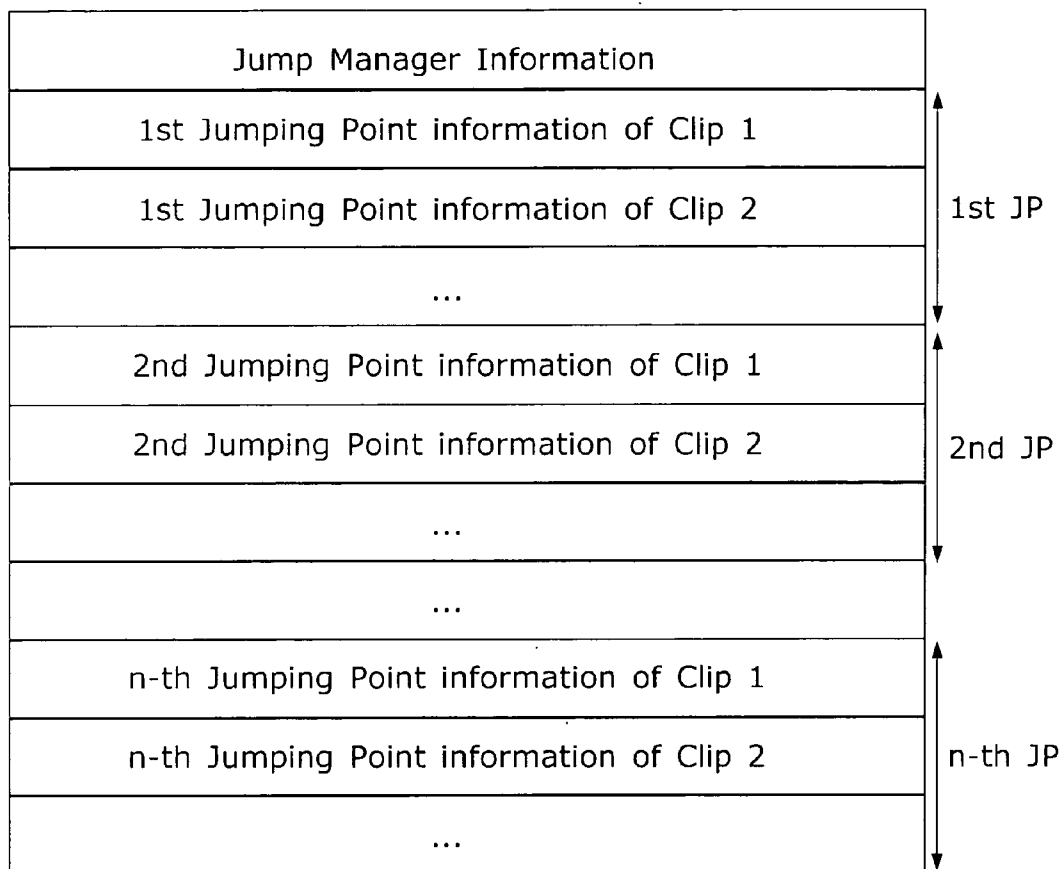 Jump Manager Information
1st Jumping Point information of Clip 1
1st Jumping Point information of Clip 2
1st JP
...
2nd Jumping Point information of Clip 1
2nd Jumping Point information of Clip 2
2nd JP
...
...
n-th Jumping Point information of Clip 1
n-th Jumping Point information of Clip 2
n-th JP
...